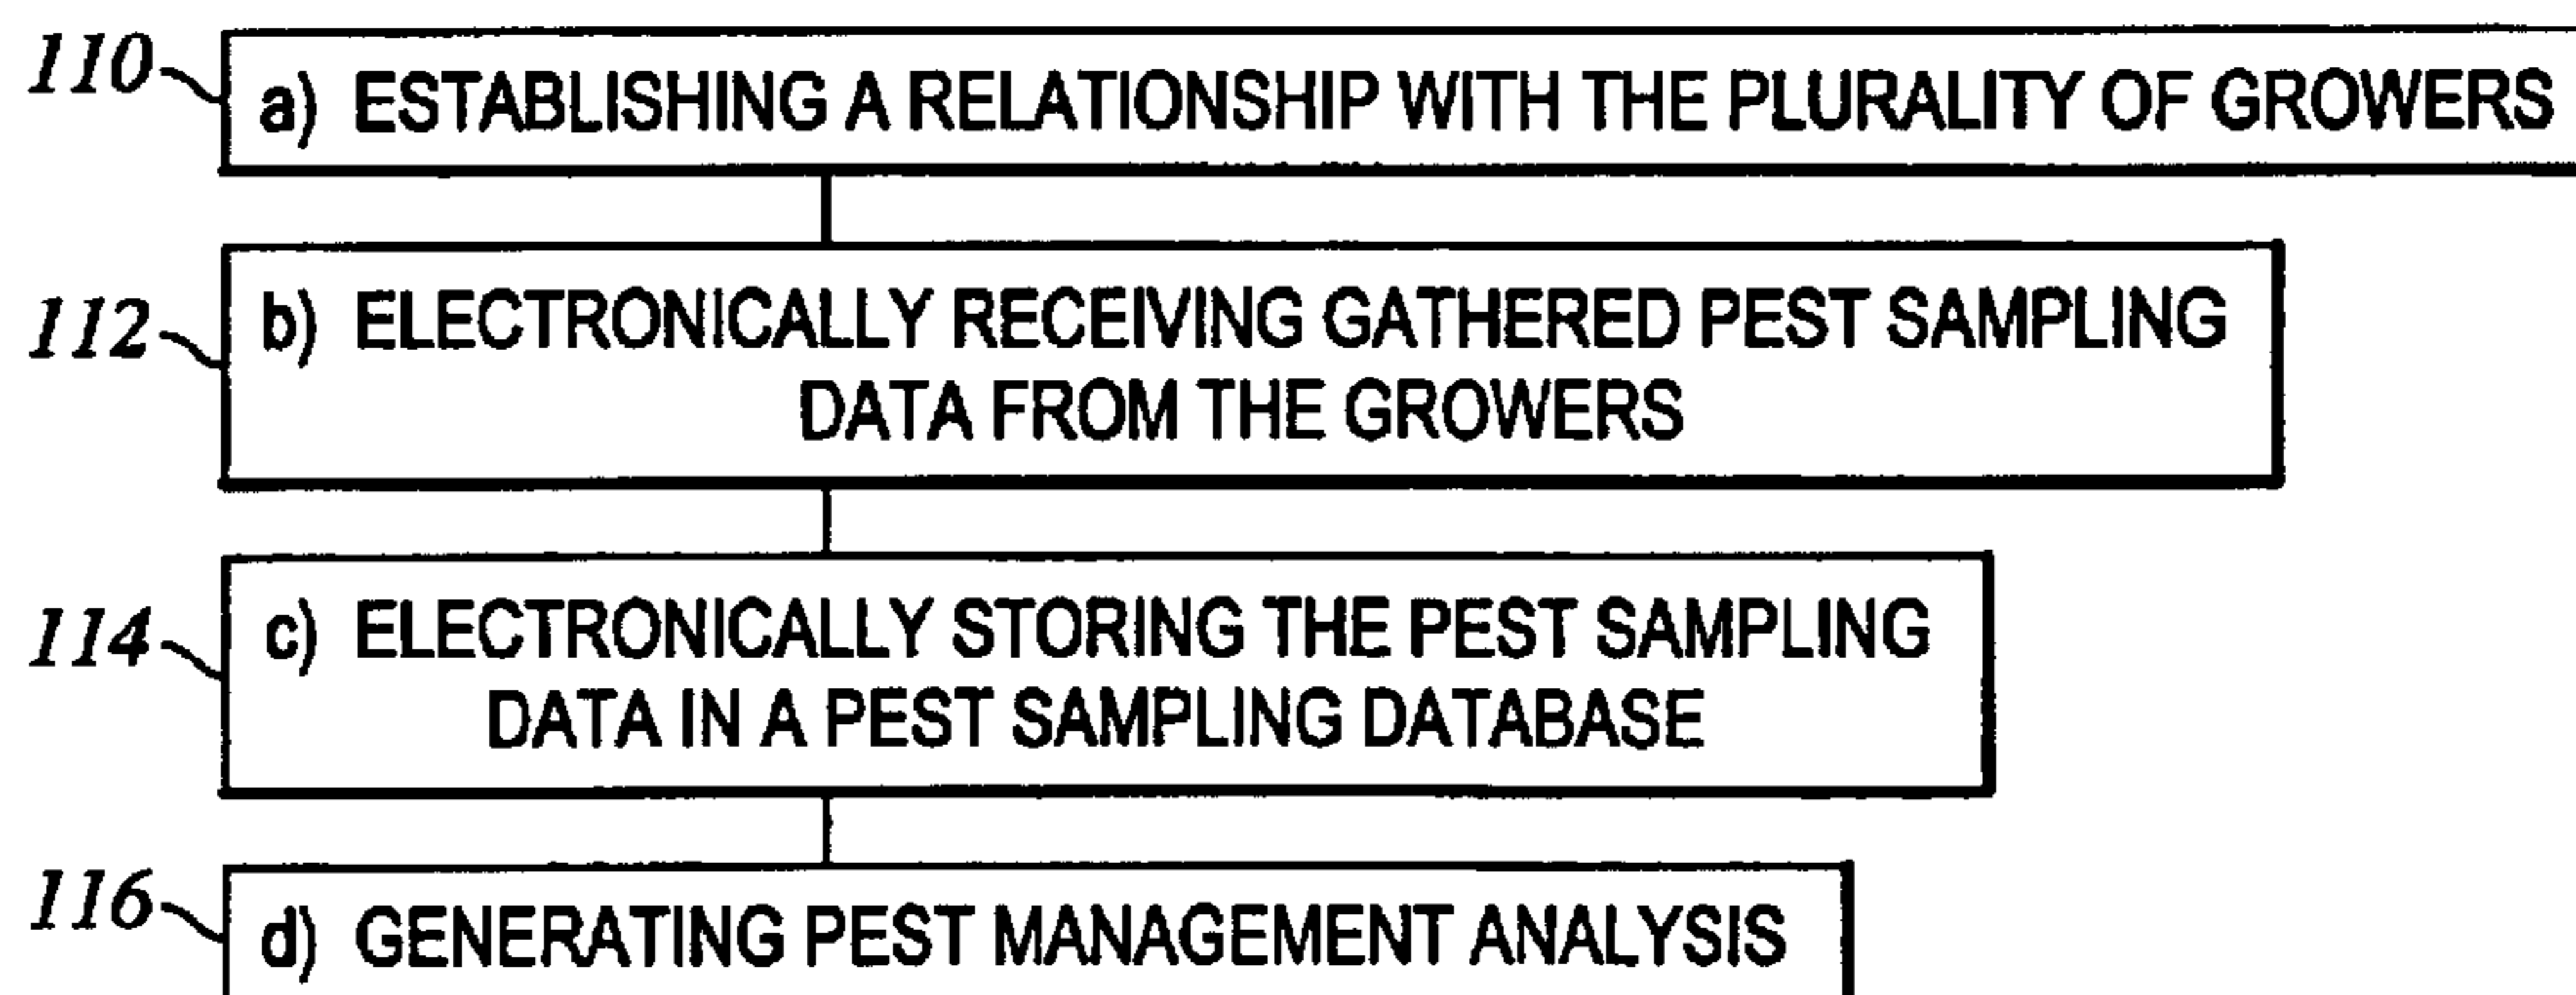 110 a) ESTABLISHING A RELATIONSHIP WITH THE PLURALITY OF GROWERS
112 b) ELECTRONICALLY RECEIVING GATHERED PEST SAMPLING
DATA FROM THE GROWERS
114 c) ELECTRONICALLY STORING THE PEST SAMPLING
DATA IN A PEST SAMPLING DATABASE
116 d) GENERATING PEST MANAGEMENT ANALYSIS